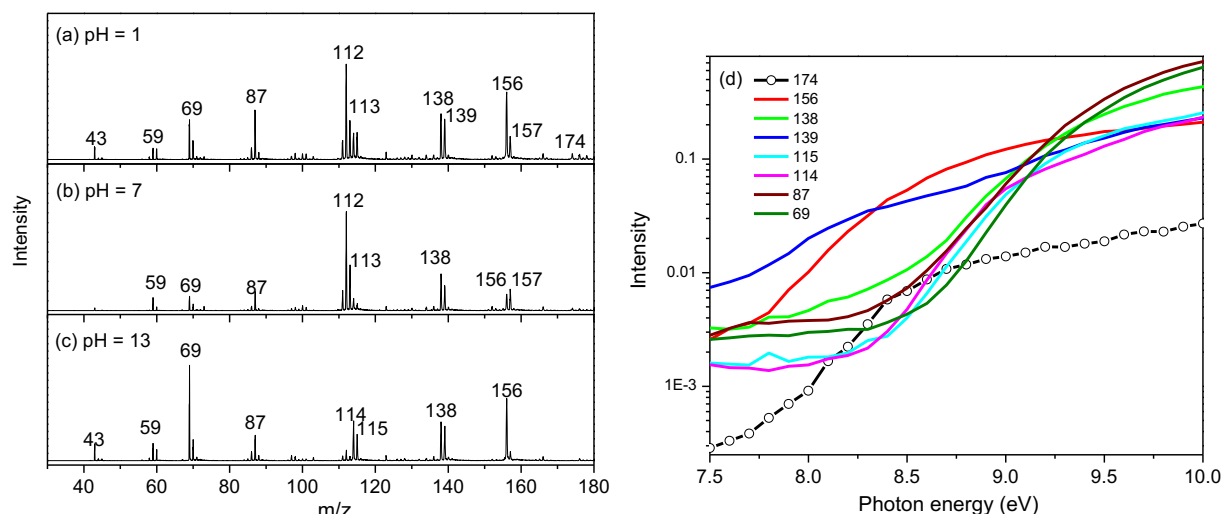 (a) pH = 1
43
59
69
87
112
113
138
139
156
157
174
(b) pH = 7
59
69
87
112
113
138
156
157
(c) pH = 13
43
59
69
87
114
115
138
156
Intensity
Intensity
Intensity
40 60 80 100 120 140 160 180
m/z
(d)
174
156
138
139
115
114
87
69
Intensity
0.1
0.01
1E-3
7.5 8.0 8.5 9.0 9.5 10.0
Photon energy (eV)